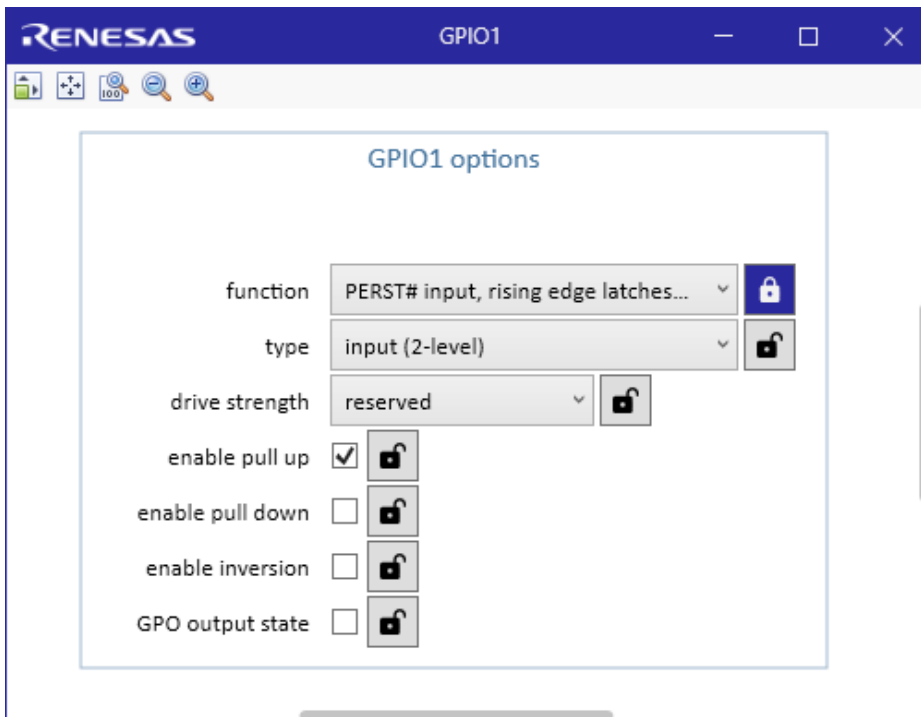 RENESAS
GPIO1
100
GPIO1 options
function
PERST# input, rising edge latches...
type
input (2-level)
drive strength
reserved
enable pull up
enable pull down
enable inversion
GPO output state